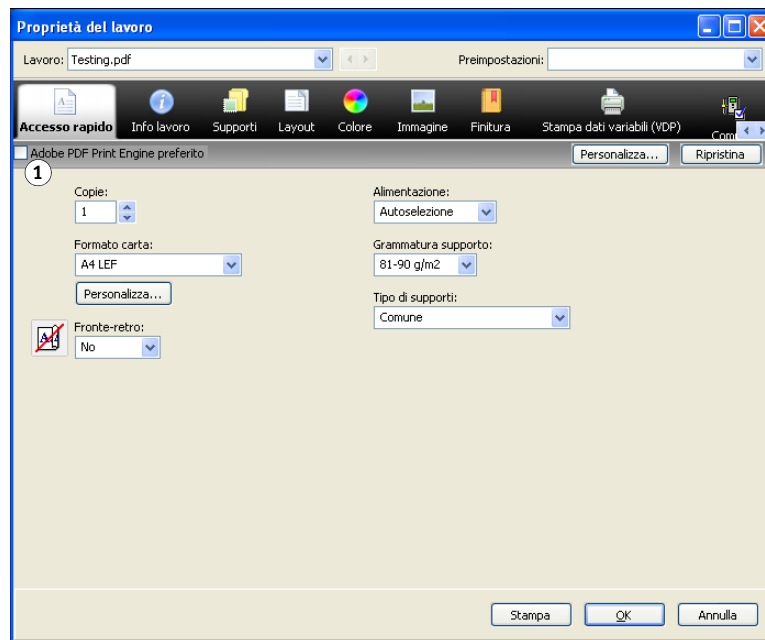 Proprietà del lavoro
Lavoro: Testing.pdf Preimpostazioni:
Accesso rapido Info lavoro Supporti Layout Colore Immagine Finitura Stampa dati variabili (VDP)
Adobe PDF Print Engine preferito Personalizza... Ripristina
1
Copie: Alimentazione:
1 Autoselezione
Formato carta: Grammatura supporto:
A4 LEF 81-90 g/m2
Personalizza...
Tipo di supporti:
Comune
Fronte-retro:
No
Stampa OK Annulla